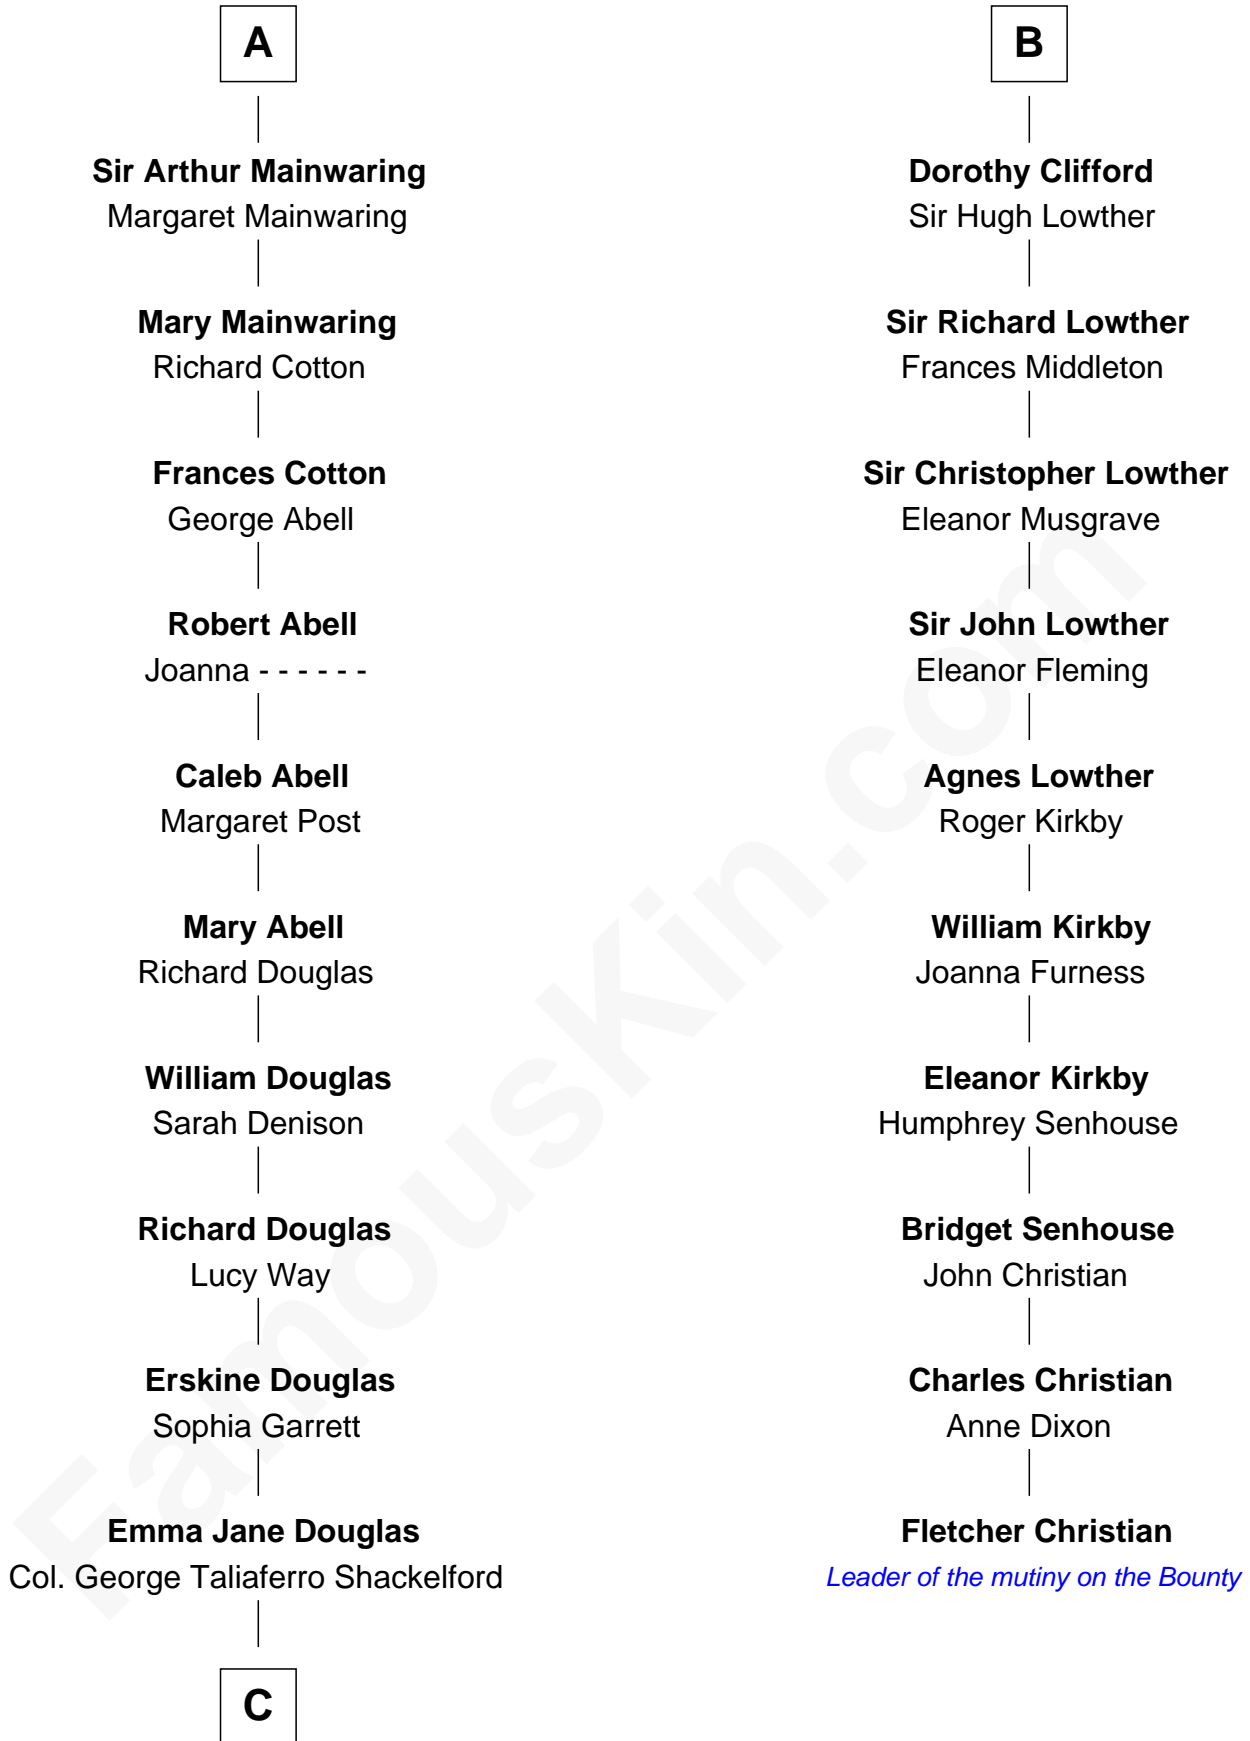 A
Sir Arthur Mainwaring
Margaret Mainwaring
Mary Mainwaring
Richard Cotton
Frances Cotton
George Abell
Robert Abell
Joanna - - - - - -
Caleb Abell
Margaret Post
Mary Abell
Richard Douglas
William Douglas
Sarah Denison
Richard Douglas
Lucy Way
Erskine Douglas
Sophia Garrett
Emma Jane Douglas
Col. George Taliaferro Shackelford
C
B
Dorothy Clifford
Sir Hugh Lowther
Sir Richard Lowther
Frances Middleton
Sir Christopher Lowther
Eleanor Musgrave
Sir John Lowther
Eleanor Fleming
Agnes Lowther
Roger Kirkby
William Kirkby
Joanna Furness
Eleanor Kirkby
Humphrey Senhouse
Bridget Senhouse
John Christian
Charles Christian
Anne Dixon
Fletcher Christian
Leader of the mutiny on the Bounty
FamousKin.com